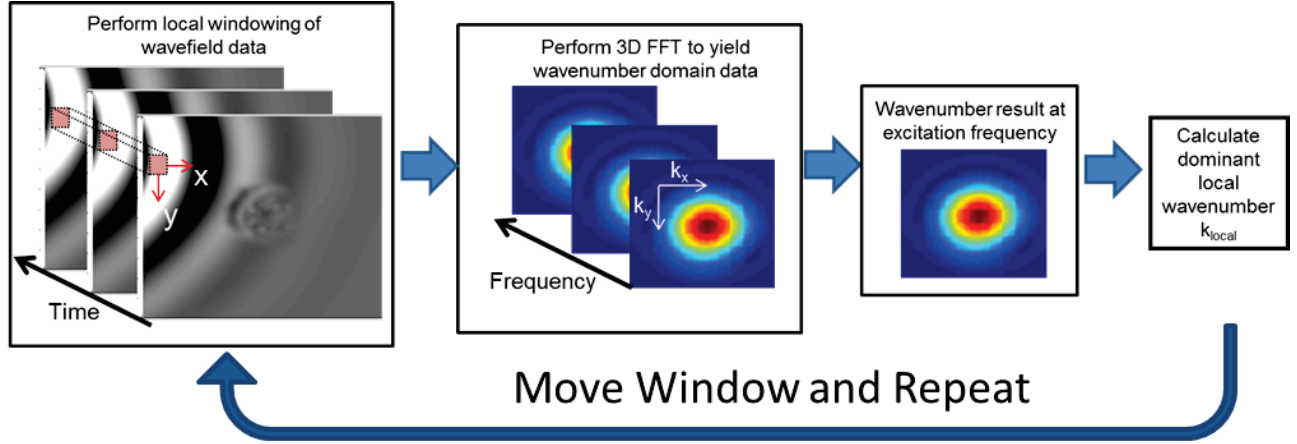 Perform local windowing of
wavefield data
x
y
Time
Perform 3D FFT to yield
wavenumber domain data
kx
ky
Frequency
Wavenumber result at
excitation frequency
Calculate
dominant
local
wavenumber
klocal
Move Window and Repeat